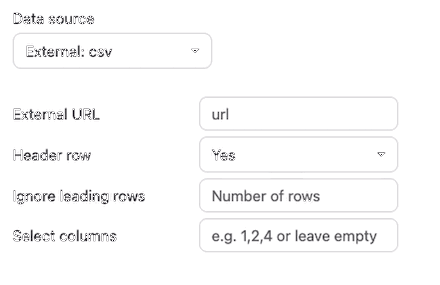 Data source
External: csv
External URL
url
Header row
Yes
Ignore leading rows
Number of rows
Select columns
e.g. 1,2,4 or leave empty